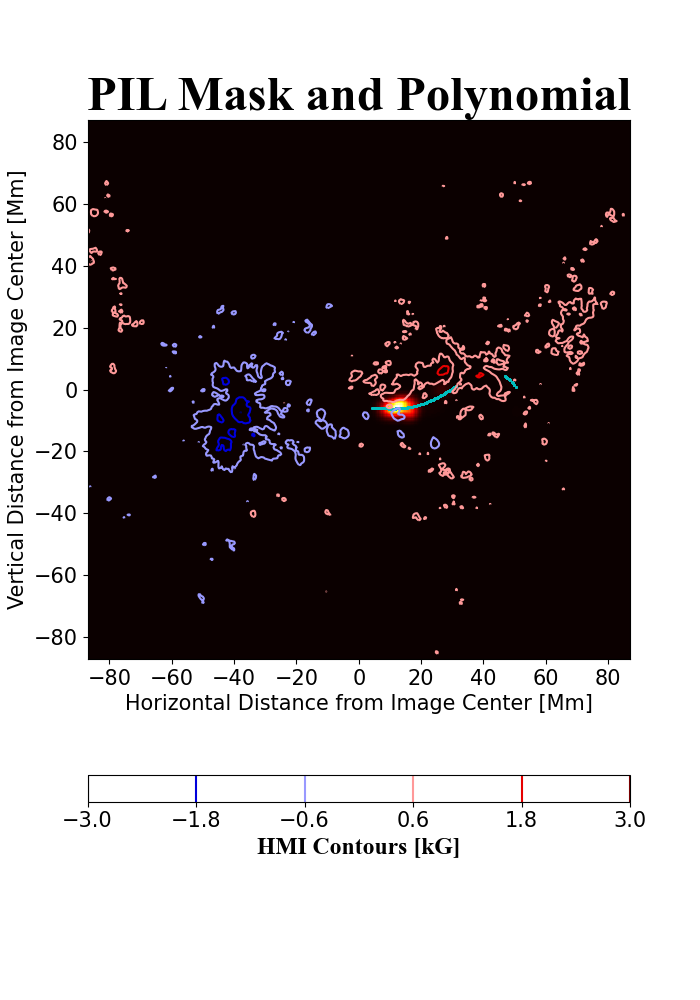 PIL Mask and Polynomial
80
60
40
20
0
−20
−40
−60
−80
Vertical Distance from Image Center [Mm]
−80 −60 −40 −20 0 20 40 60 80
Horizontal Distance from Image Center [Mm]
−3.0 −1.8 −0.6 0.6 1.8 3.0
HMI Contours [kG]